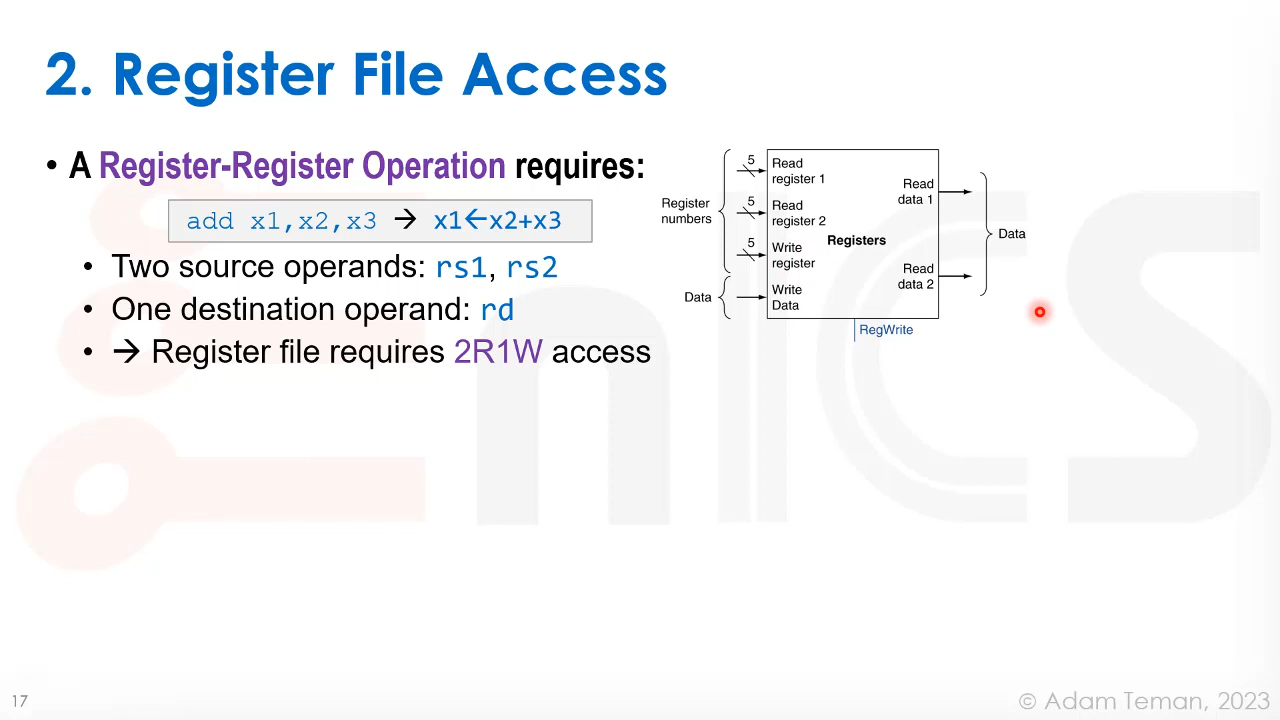 2. Register File Access
• A Register-Register Operation requires:
add x1,x2,x3 → x1←x2+x3
• Two source operands: rs1, rs2
• One destination operand: rd
• → Register file requires 2R1W access
Register
numbers
5
5
5
Data
Read
register 1
Read
register 2
Write
register
Write
Data
Registers
Read
data 1
Read
data 2
Data
RegWrite
nICS
17
© Adam Teman, 2023